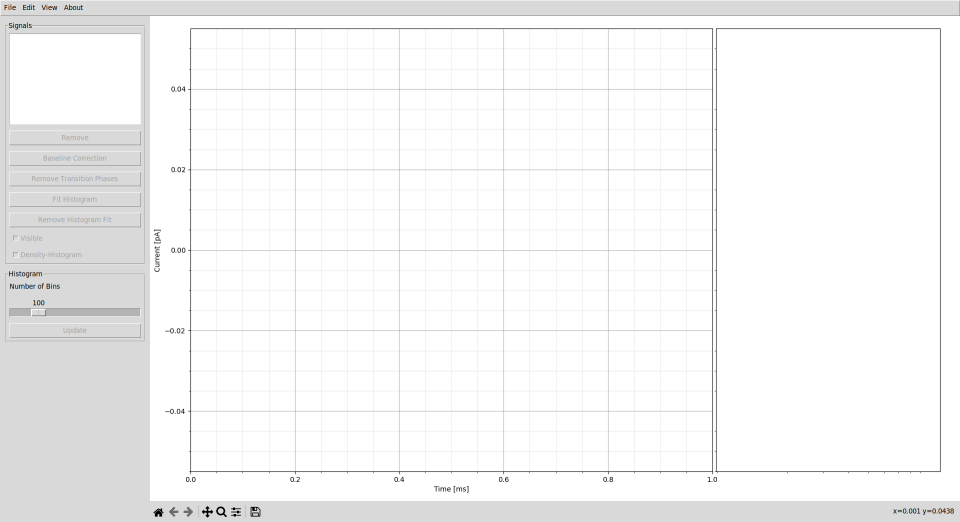 File Edit View About
Signals
Remove
Baseline Correction
Remove Transition Phases
Fit Histogram
Remove Histogram Fit
Visible
Density-Histogram
Histogram
Number of Bins
100
Update
Current [pA]
0.04
0.02
0.00
−0.02
−0.04
0.0 0.2 0.4 0.6 0.8 1.0
Time [ms]
x=0.001 y=0.0438